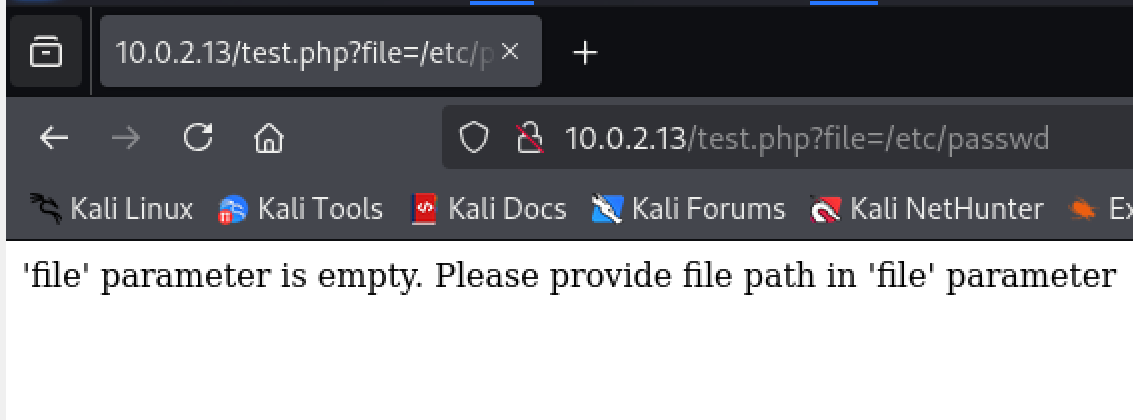 10.0.2.13/test.php?file=/etc/p
10.0.2.13/test.php?file=/etc/passwd
Kali Linux Kali Tools Kali Docs Kali Forums Kali NetHunter Ex
'file' parameter is empty. Please provide file path in 'file' parameter